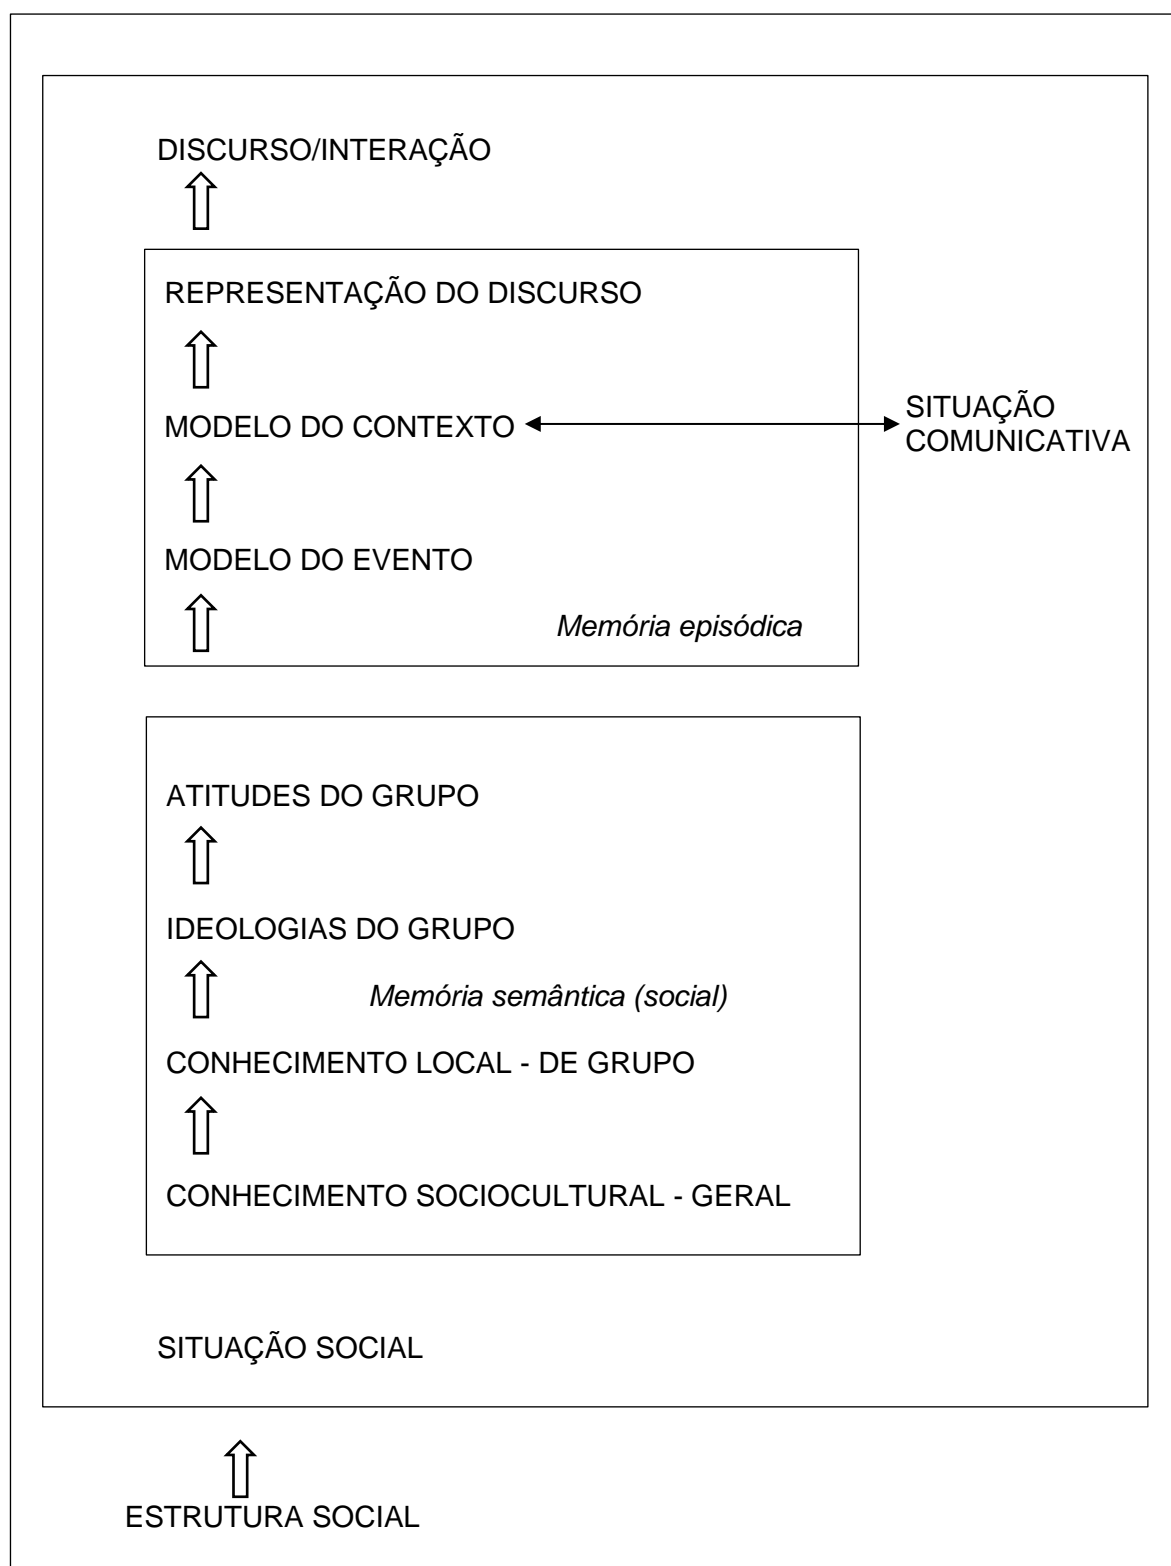 DISCURSO/INTERAÇÃO
REPRESENTAÇÃO DO DISCURSO
MODELO DO CONTEXTO
SITUAÇÃO
COMUNICATIVA
MODELO DO EVENTO
Memória episódica
ATITUDES DO GRUPO
IDEOLOGIAS DO GRUPO
Memória semântica (social)
CONHECIMENTO LOCAL - DE GRUPO
CONHECIMENTO SOCIOCULTURAL - GERAL
SITUAÇÃO SOCIAL
ESTRUTURA SOCIAL